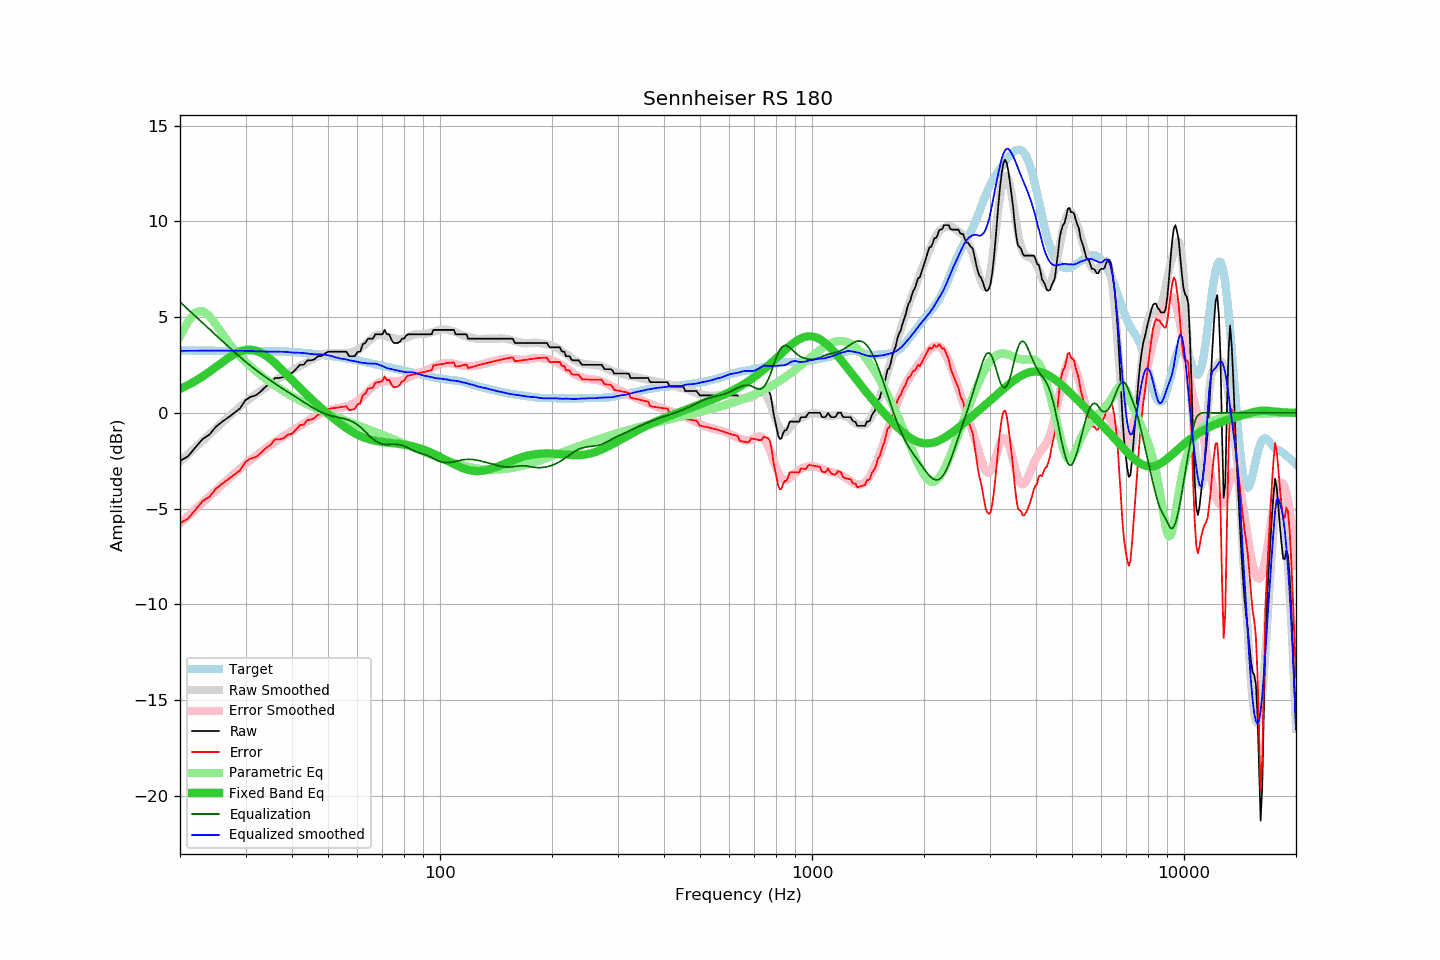 Sennheiser RS 180
15
10
5
0
−5
−10
−15
−20
Amplitude (dBr)
Target
Raw Smoothed
Error Smoothed
Raw
Error
Parametric Eq
Fixed Band Eq
Equalization
Equalized smoothed
100 1000 10000
Frequency (Hz)